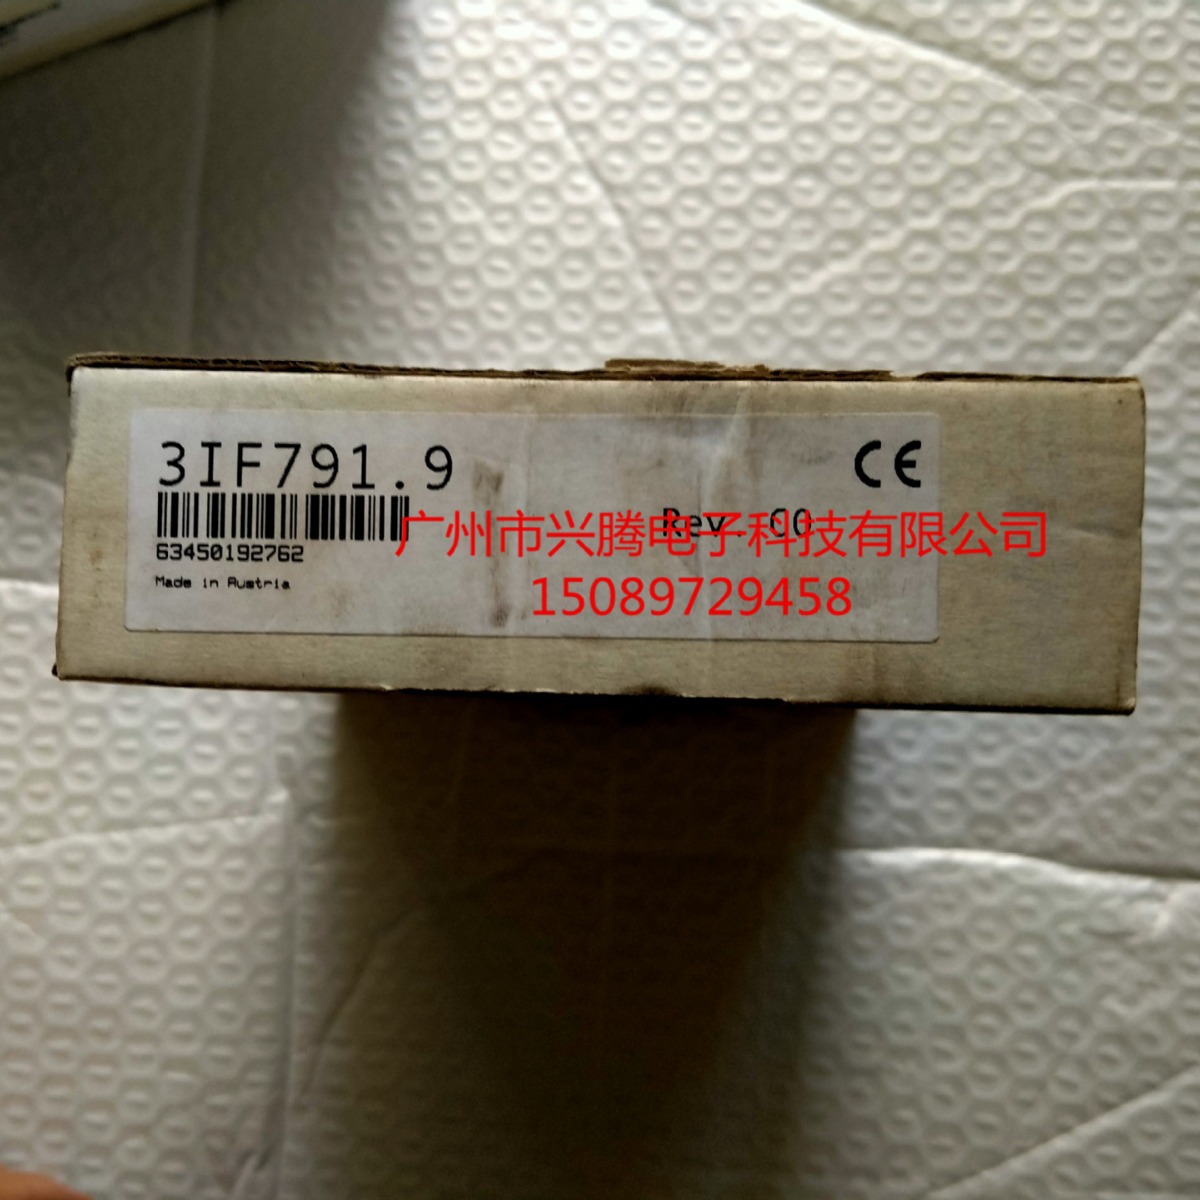 3IF791.9
CE
Rev. C0
63450192762
Made in Austria
广州市兴腾电子科技有限公司
15089729458